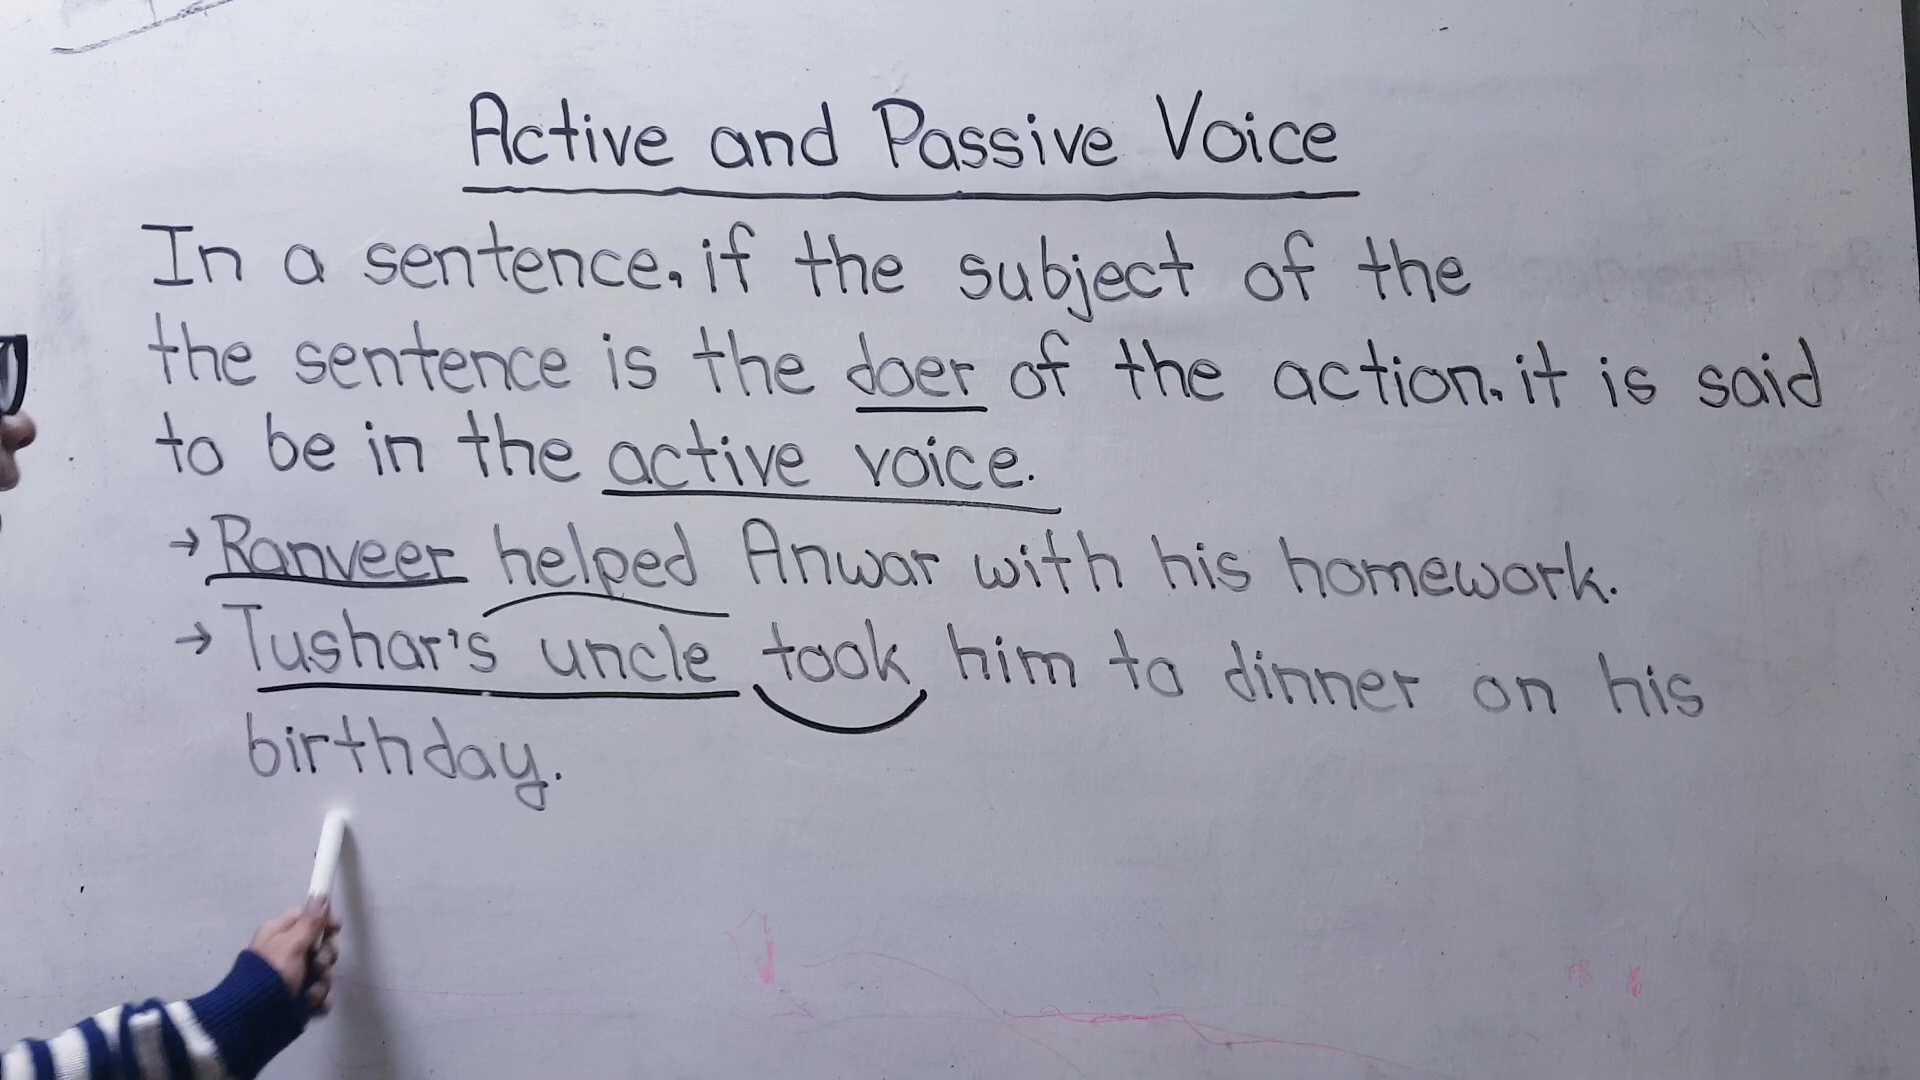 Active and Passive Voice
In a sentence, if the subject of the
the sentence is the doer of the action, it is said
to be in the active voice.
→ Ranveer helped Anwar with his homework.
→ Tushar's uncle took him to dinner on his
birthday.